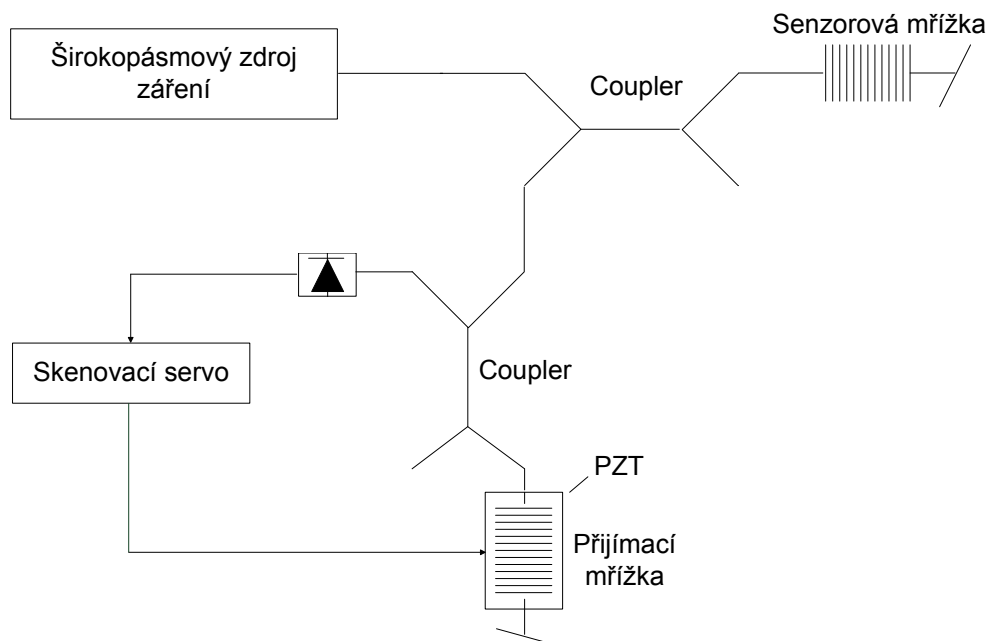 Senzorová mřížka
Širokopásmový zdroj
záření
Coupler
Skenovací servo
Coupler
PZT
Přijímací
mřížka